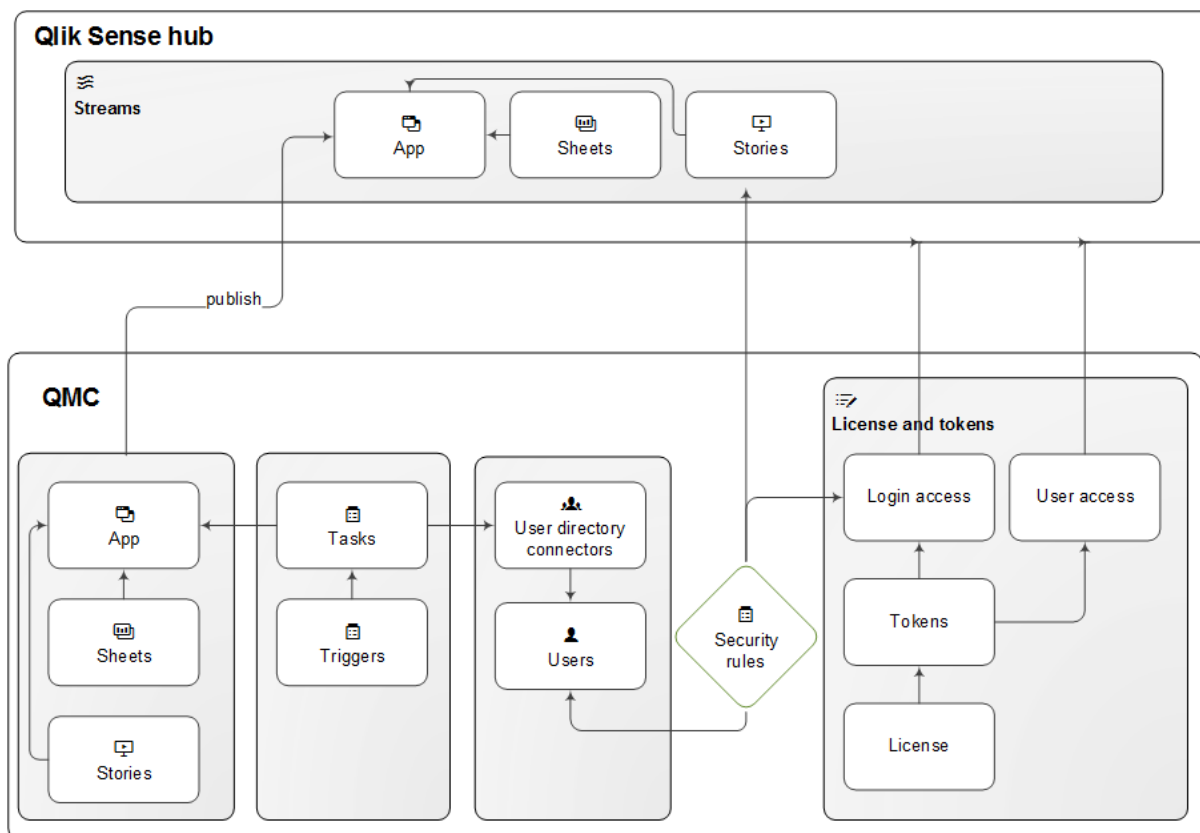 Qlik Sense hub
Streams
App
Sheets
Stories
publish
QMC
License and tokens
App
Tasks
User directory
connectors
Login access
User access
Sheets
Triggers
Users
Security
rules
Tokens
Stories
License